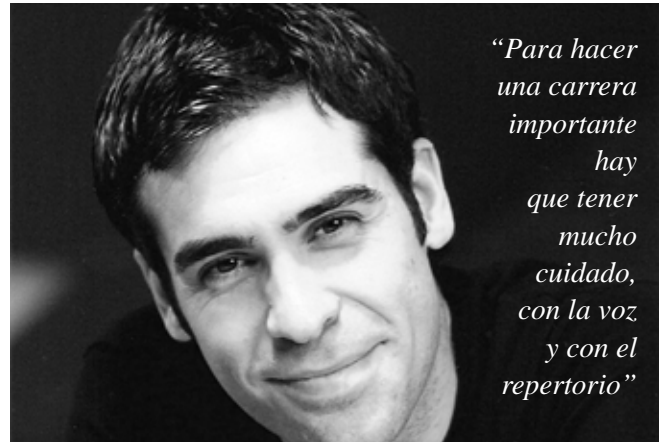 “Para hacer
una carrera
importante
hay
que tener
mucho
cuidado,
con la voz
y con el
repertorio”